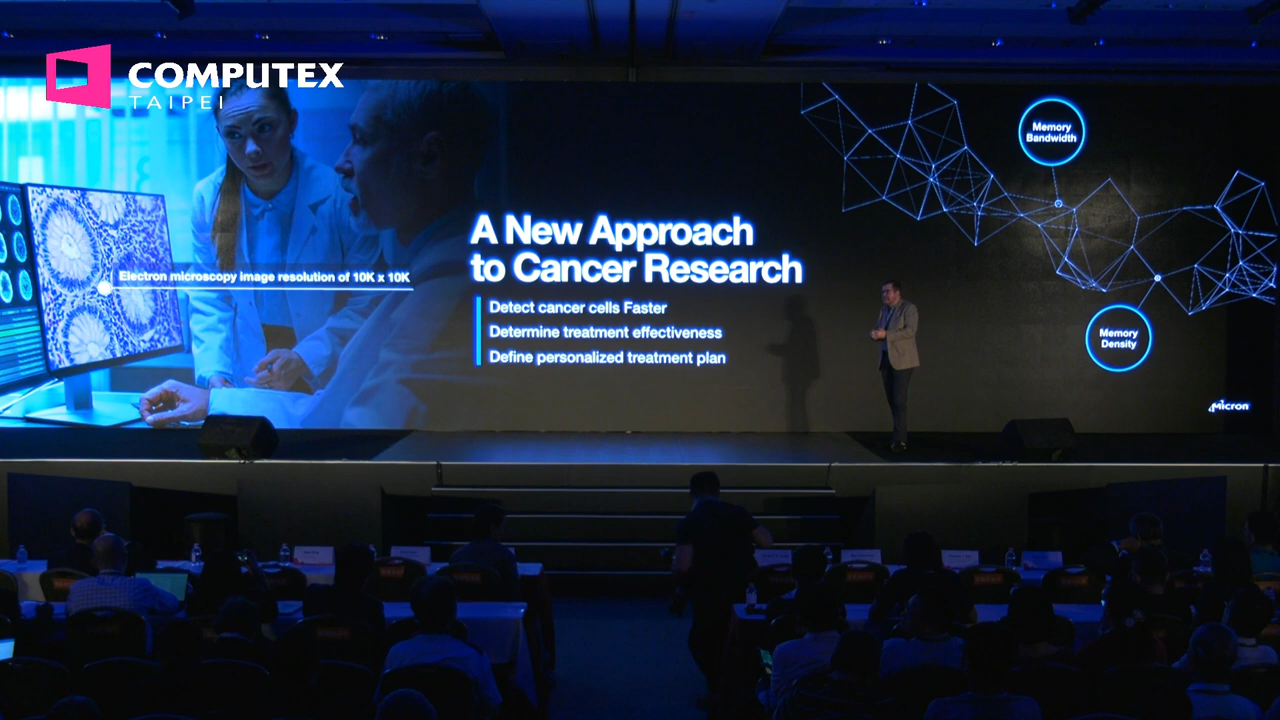 COMPUTEX
TAIPEI
Memory
Bandwidth
A New Approach
to Cancer Research
Electron microscopy image resolution of 10K x 10K
Detect cancer cells Faster
Determine treatment effectiveness
Define personalized treatment plan
Memory
Density
Micron